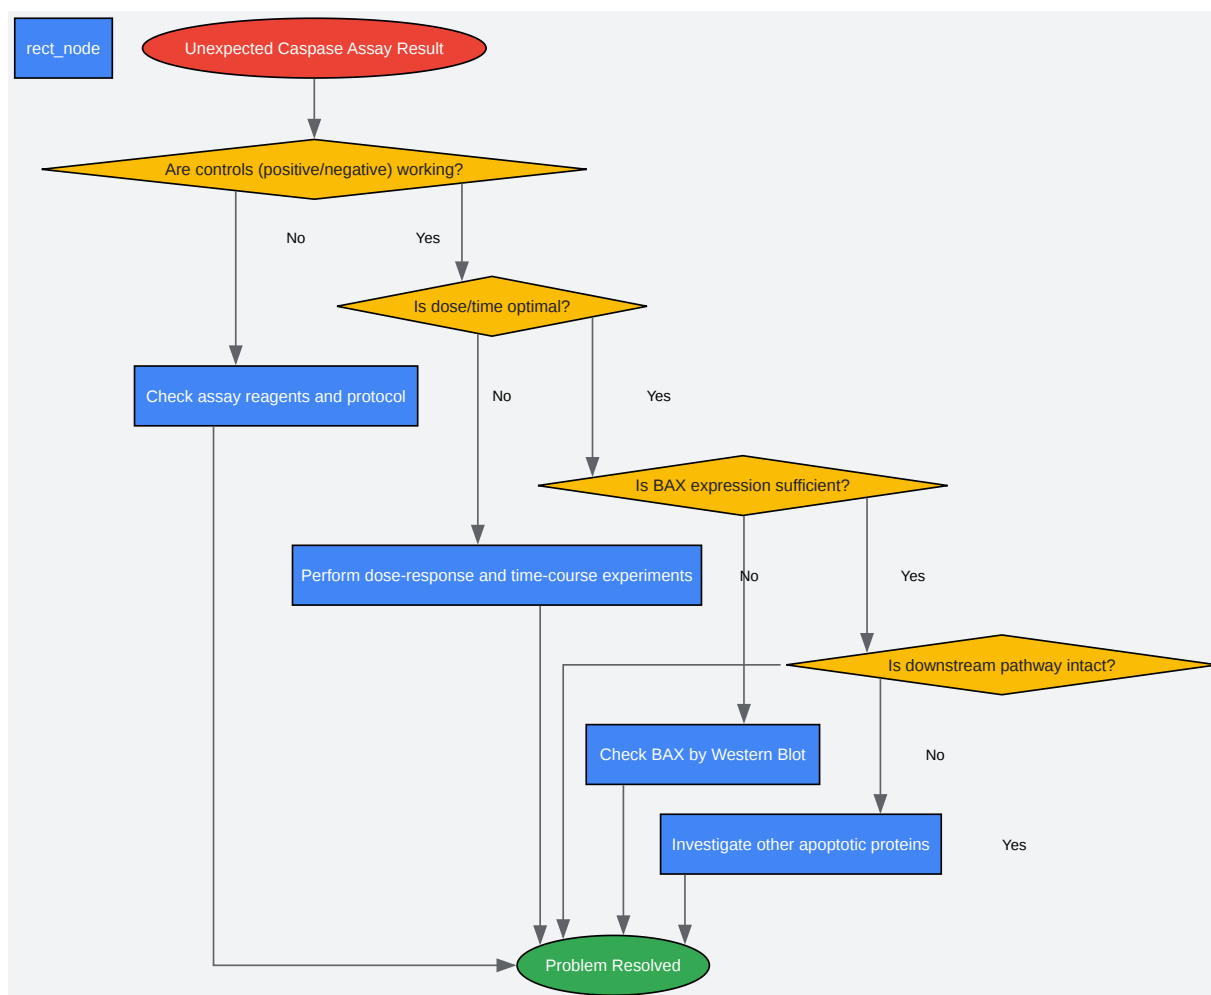 rect_node
Unexpected Caspase Assay Result
Are controls (positive/negative) working?
No
Yes
Is dose/time optimal?
Check assay reagents and protocol
No
Yes
Is BAX expression sufficient?
Perform dose-response and time-course experiments
No
Yes
Is downstream pathway intact?
Check BAX by Western Blot
No
Investigate other apoptotic proteins
Yes
Problem Resolved